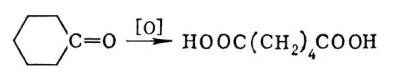 C=O [O] → HOOC(CH₂)₄COOH